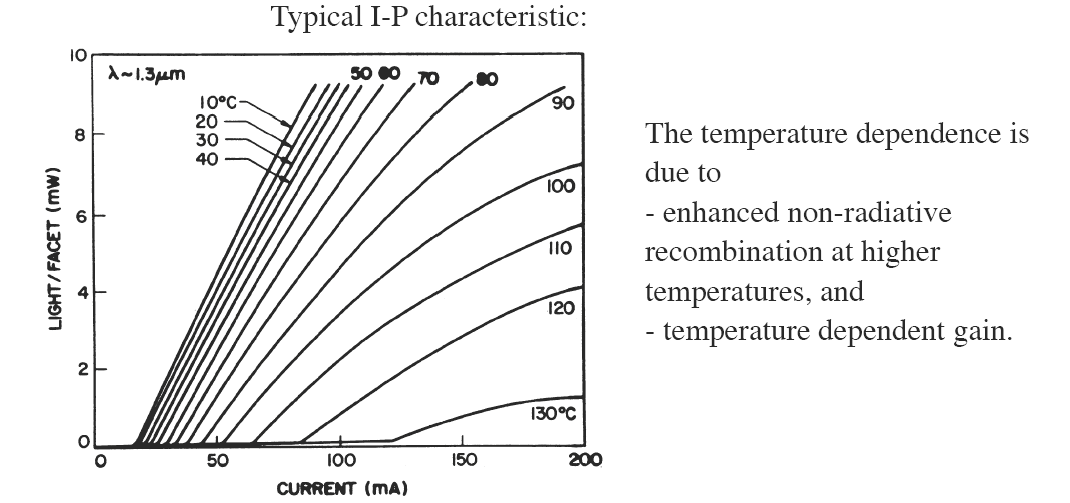 Typical I-P characteristic:
10
λ~1.3μm
50 60 70 80
10°C
20
30
40
90
8
100
6
110
4
120
2
130°C
0
0 50 100 150 200
LIGHT/FACET (mW)
CURRENT (mA)
The temperature dependence is
due to
- enhanced non-radiative
recombination at higher
temperatures, and
- temperature dependent gain.